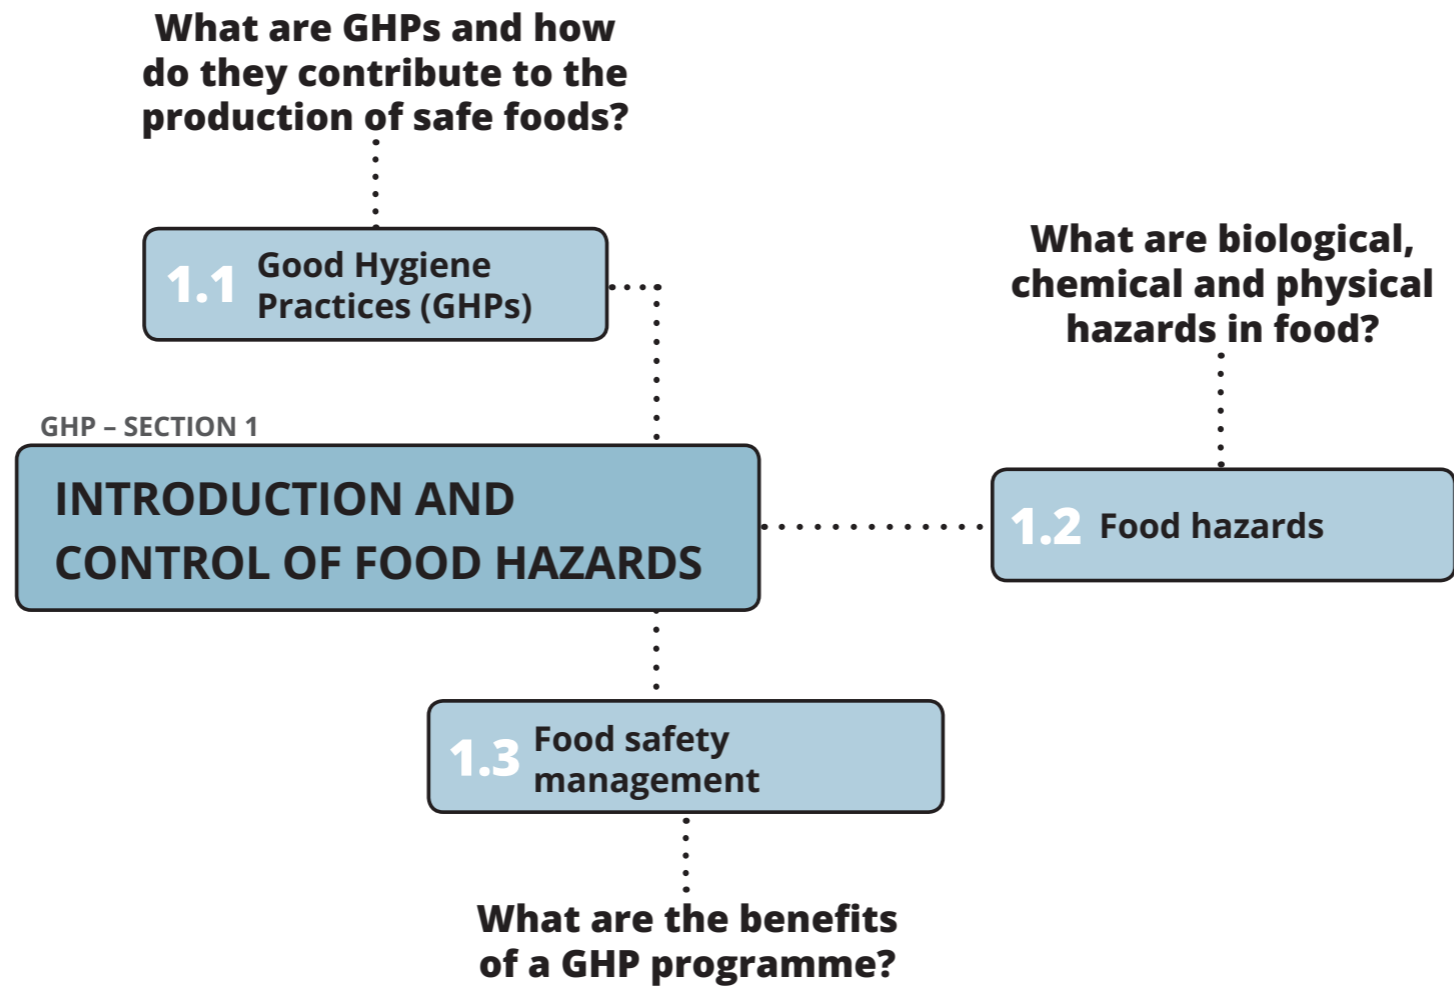 What are GHPs and how
do they contribute to the
production of safe foods?
1.1 Good Hygiene
Practices (GHPs)
What are biological,
chemical and physical
hazards in food?
GHP – SECTION 1
INTRODUCTION AND
CONTROL OF FOOD HAZARDS
1.2 Food hazards
1.3 Food safety
management
What are the benefits
of a GHP programme?